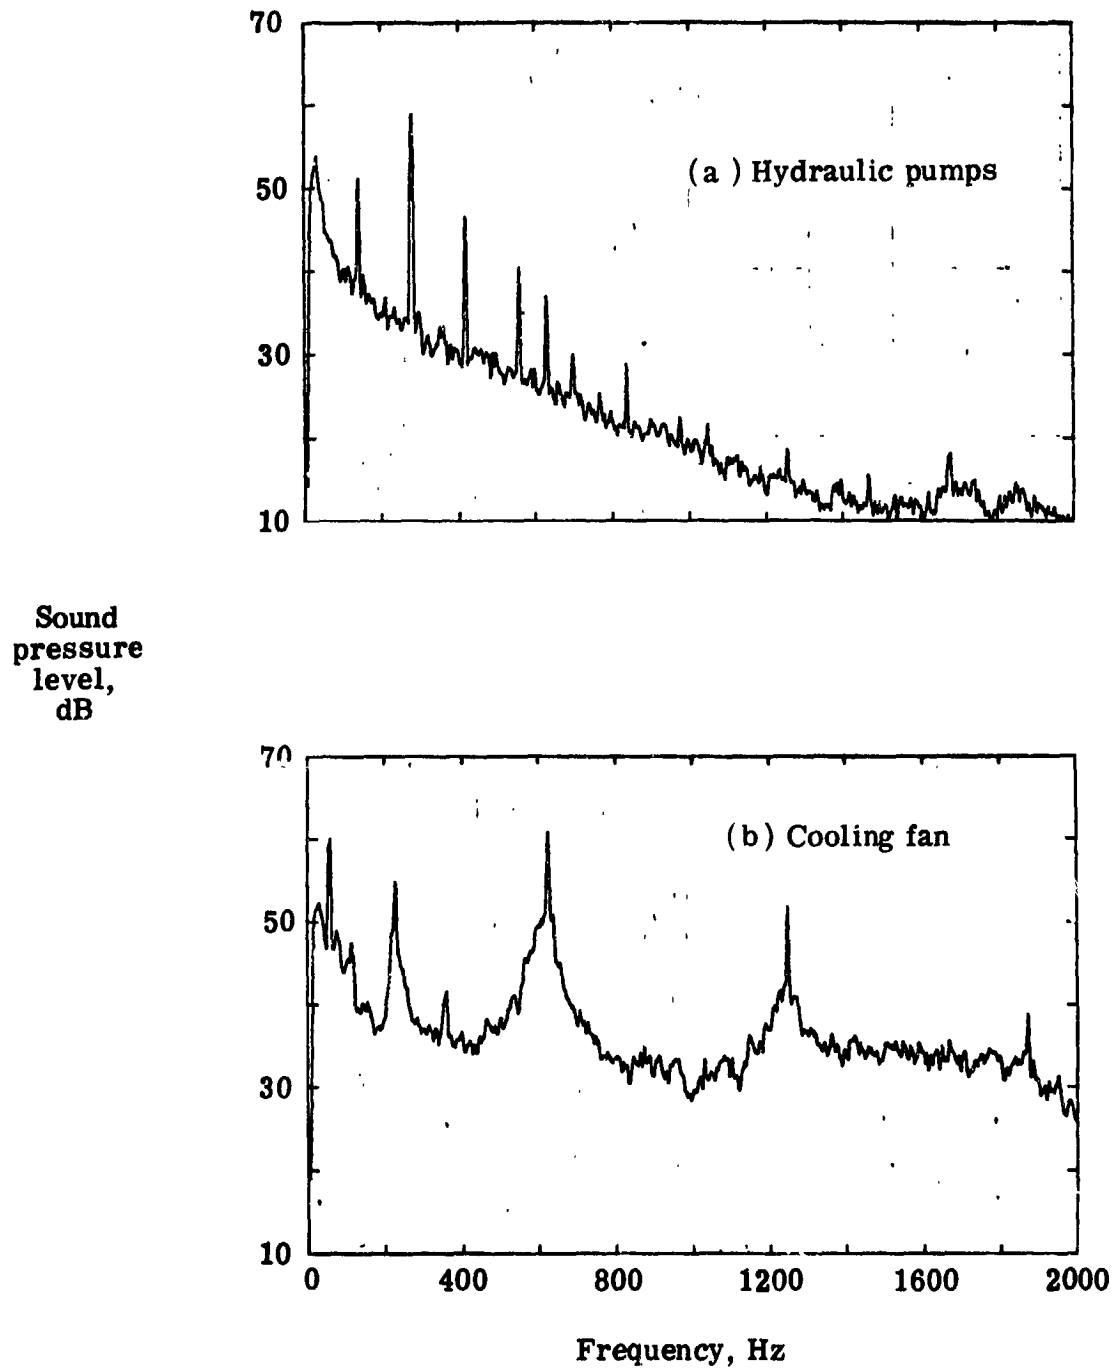 70
50
(a) Hydraulic pumps
30
10
Sound
pressure
level,
dB
70
(b) Cooling fan
50
30
10
0 400 800 1200 1600 2000
Frequency, Hz